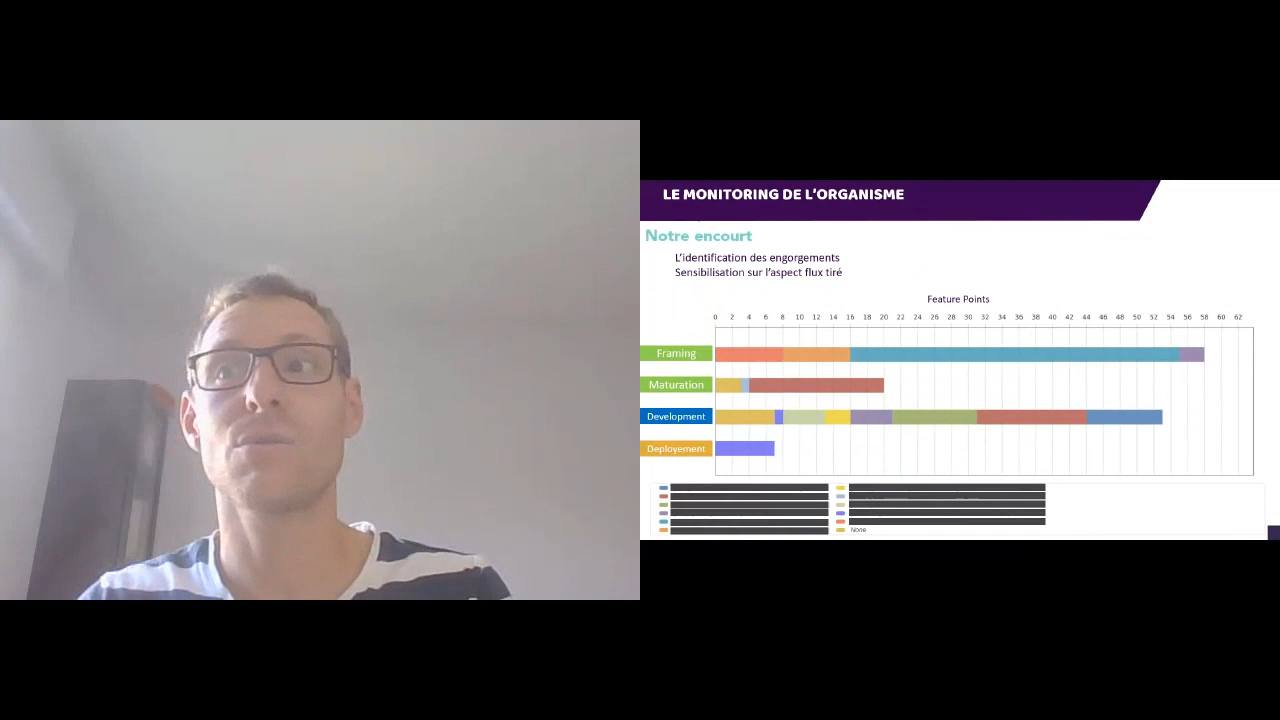 LE MONITORING DE L'ORGANISME
Notre encourt
L'identification des engorgements
Sensibilisation sur l'aspect flux tiré
Feature Points
0 2 4 6 8 10 12 14 16 18 20 22 24 26 28 30 32 34 36 38 40 42 44 46 48 50 52 54 56 58 60 62
Framing
Maturation
Development
Deployement
None